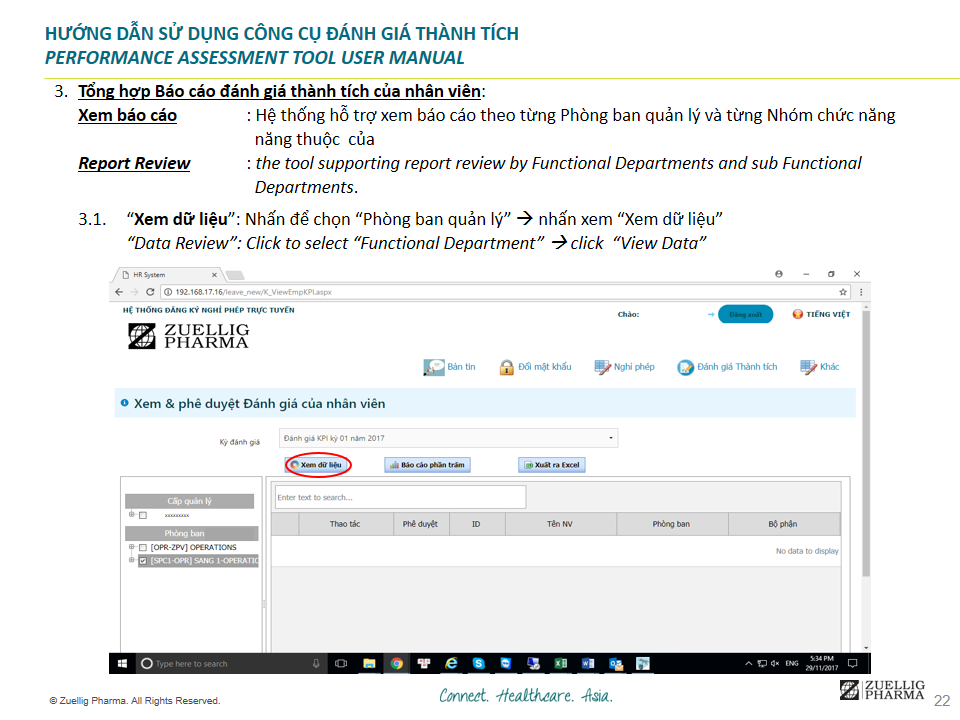 HƯỚNG DẪN SỬ DỤNG CÔNG CỤ ĐÁNH GIÁ THÀNH TÍCH
PERFORMANCE ASSESSMENT TOOL USER MANUAL
3. Tổng hợp Báo cáo đánh giá thành tích của nhân viên:
Xem báo cáo : Hệ thống hỗ trợ xem báo cáo theo từng Phòng ban quản lý và từng Nhóm chức năng
năng thuộc của
Report Review : the tool supporting report review by Functional Departments and sub Functional
Departments.
3.1. “Xem dữ liệu”: Nhấn để chọn “Phòng ban quản lý” → nhấn xem “Xem dữ liệu”
“Data Review”: Click to select “Functional Department” → click “View Data”
HR System
192.168.17.16/leave_new/K_ViewEmpKPI.aspx
HỆ THỐNG ĐĂNG KÝ NGHỈ PHÉP TRỰC TUYẾN
Chào: Đăng xuất TIẾNG VIỆT
ZUELLIG
PHARMA
Bản tin Đổi mật khẩu Nghỉ phép Đánh giá Thành tích Khác
Xem & phê duyệt Đánh giá của nhân viên
Kỳ đánh giá Đánh giá KPI kỳ 01 năm 2017
Xem dữ liệu Báo cáo phần trăm Xuất ra Excel
Cấp quản lý
xxxxxxxxx
Phòng ban
[OPR-ZPV] OPERATIONS
[SPC1-OPR] SANG 1-OPERATIO
Enter text to search...
Thao tác Phê duyệt ID Tên NV Phòng ban Bộ phận
No data to display
Type here to search
ENG 5:34 PM
29/11/2017
© Zuellig Pharma. All Rights Reserved.
Connect. Healthcare. Asia.
ZUELLIG
PHARMA
22